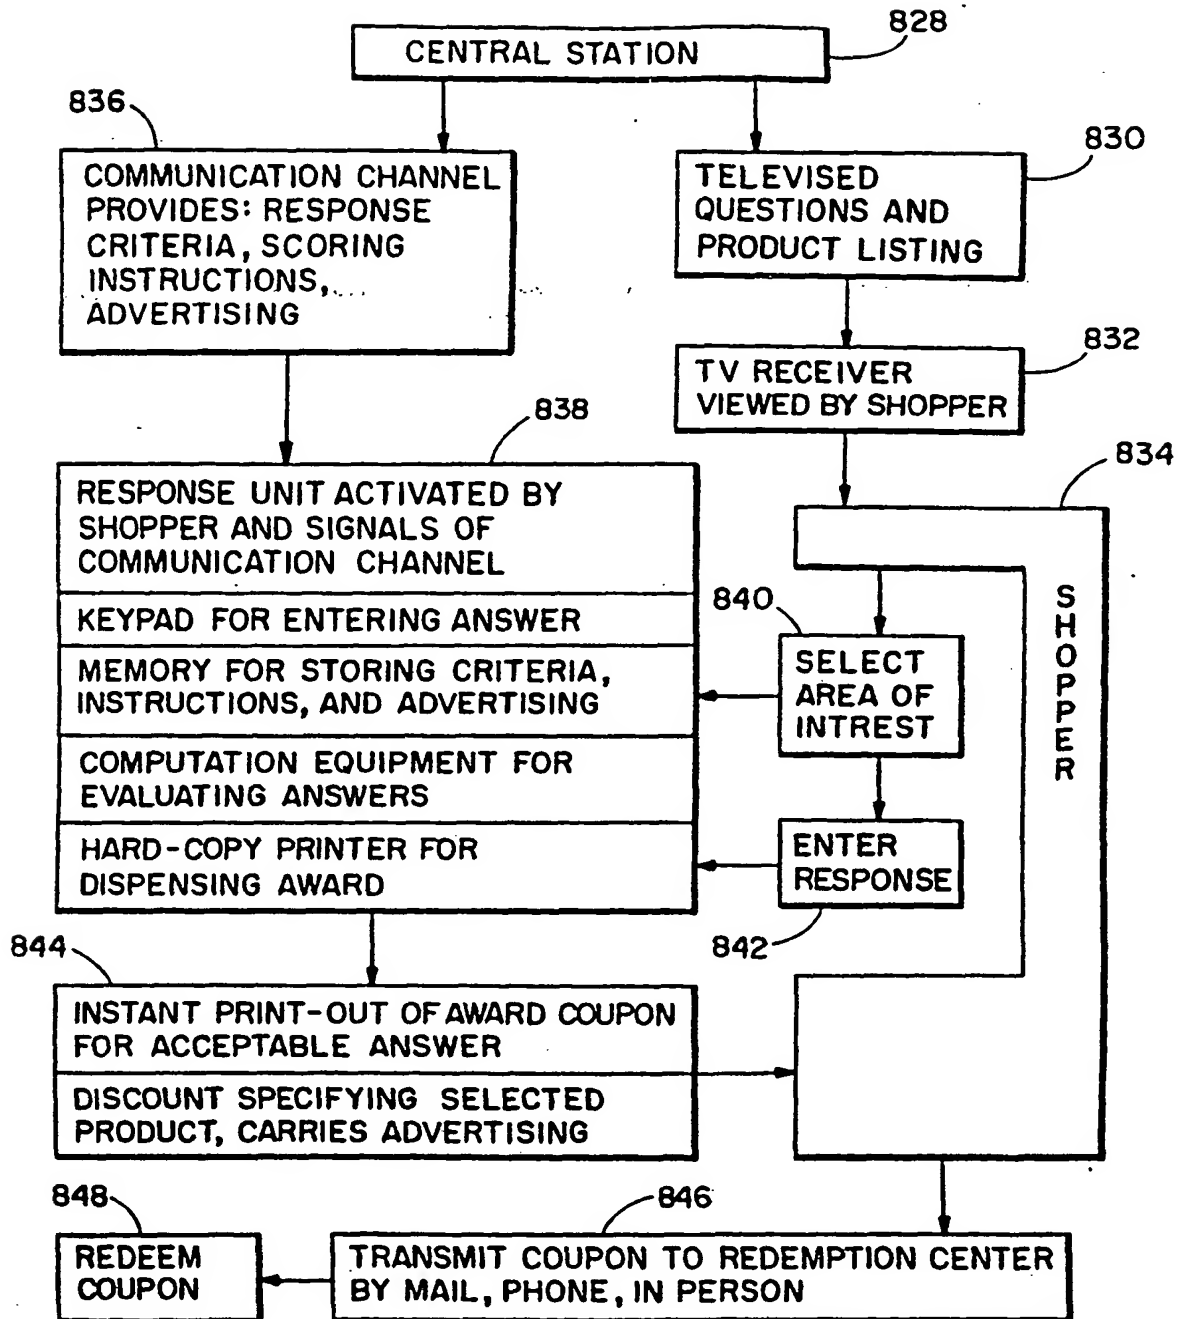 828
CENTRAL STATION
836
COMMUNICATION CHANNEL
PROVIDES: RESPONSE
CRITERIA, SCORING
INSTRUCTIONS,
ADVERTISING
830
TELEVISED
QUESTIONS AND
PRODUCT LISTING
832
TV RECEIVER
VIEWED BY SHOPPER
838
RESPONSE UNIT ACTIVATED BY
SHOPPER AND SIGNALS OF
COMMUNICATION CHANNEL
KEYPAD FOR ENTERING ANSWER
MEMORY FOR STORING CRITERIA,
INSTRUCTIONS, AND ADVERTISING
COMPUTATION EQUIPMENT FOR
EVALUATING ANSWERS
HARD-COPY PRINTER FOR
DISPENSING AWARD
834
SHOPPER
840
SELECT
AREA OF
INTREST
ENTER
RESPONSE
842
844
INSTANT PRINT-OUT OF AWARD COUPON
FOR ACCEPTABLE ANSWER
DISCOUNT SPECIFYING SELECTED
PRODUCT, CARRIES ADVERTISING
848
REDEEM
COUPON
846
TRANSMIT COUPON TO REDEMPTION CENTER
BY MAIL, PHONE, IN PERSON